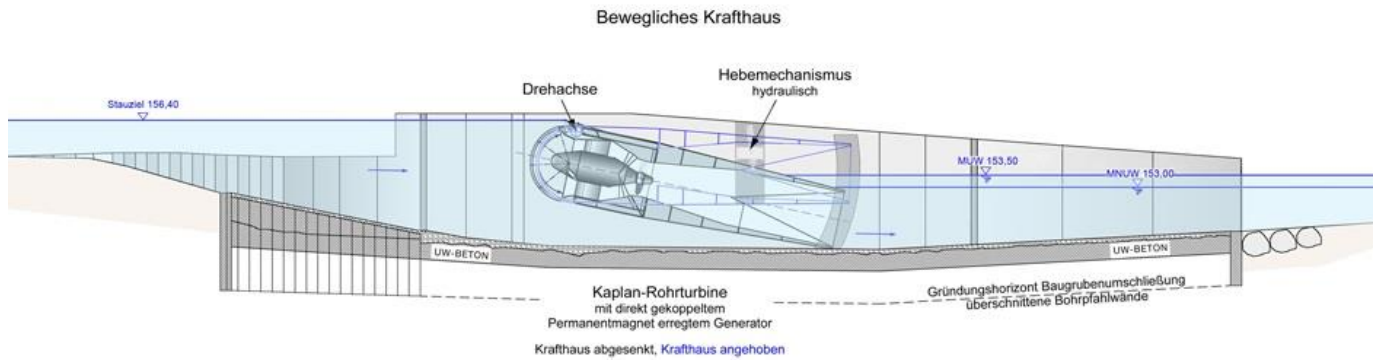 Bewegliches Krafthaus
Hebemechanismus
hydraulisch
Drehachse
Stauziel 156,40
MUW 153,50
MNUW 153,00
UW-BETON
UW-BETON
Kaplan-Rohrturbine
mit direkt gekoppeltem
Permanentmagnet erregtem Generator
Gründungshorizont Baugrubenumschließung
überschnittene Bohrpfahlwände
Krafthaus abgesenkt, Krafthaus angehoben